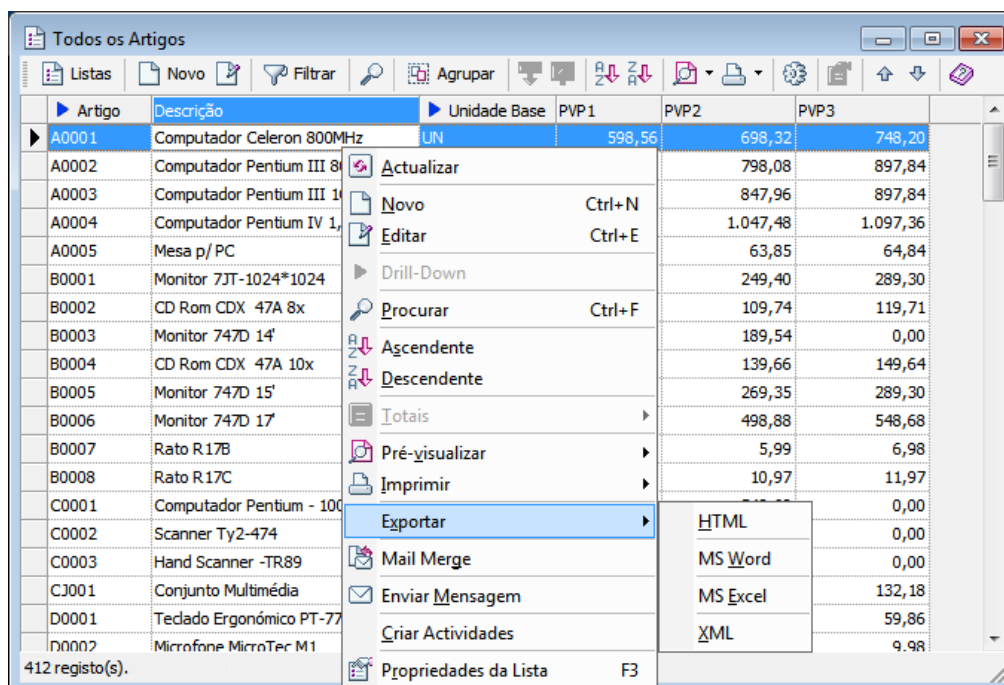 Todos os Artigos
Listas Novo Filtrar Agrupar
Artigo Descrição Unidade Base PVP1 PVP2 PVP3
A0001 Computador Celeron 800MHz UN 598,56 698,32 748,20
A0002 Computador Pentium III 798,08 897,84
A0003 Computador Pentium III 847,96 897,84
A0004 Computador Pentium IV 1.047,48 1.097,36
A0005 Mesa p/ PC 63,85 64,84
B0001 Monitor 7JT-1024*1024 249,40 289,30
B0002 CD Rom CDX 47A 8x 109,74 119,71
B0003 Monitor 747D 14' 189,54 0,00
B0004 CD Rom CDX 47A 10x 139,66 149,64
B0005 Monitor 747D 15' 269,35 289,30
B0006 Monitor 747D 17' 498,88 548,68
B0007 Rato R17B 5,99 6,98
B0008 Rato R17C 10,97 11,97
C0001 Computador Pentium - 100 0,00
C0002 Scanner Ty2-474 0,00
C0003 Hand Scanner -TR89 0,00
CJ001 Conjunto Multimédia 132,18
D0001 Teclado Ergonómico PT-77 59,86
D0002 Microfone MicroTec M1 9,98
412 registo(s).
Actualizar
Novo Ctrl+N
Editar Ctrl+E
Drill-Down
Procurar Ctrl+F
Ascendente
Descendente
Totais
Pré-visualizar
Imprimir
Exportar
Mail Merge
Enviar Mensagem
Criar Actividades
Propriedades da Lista F3
HTML
MS Word
MS Excel
XML